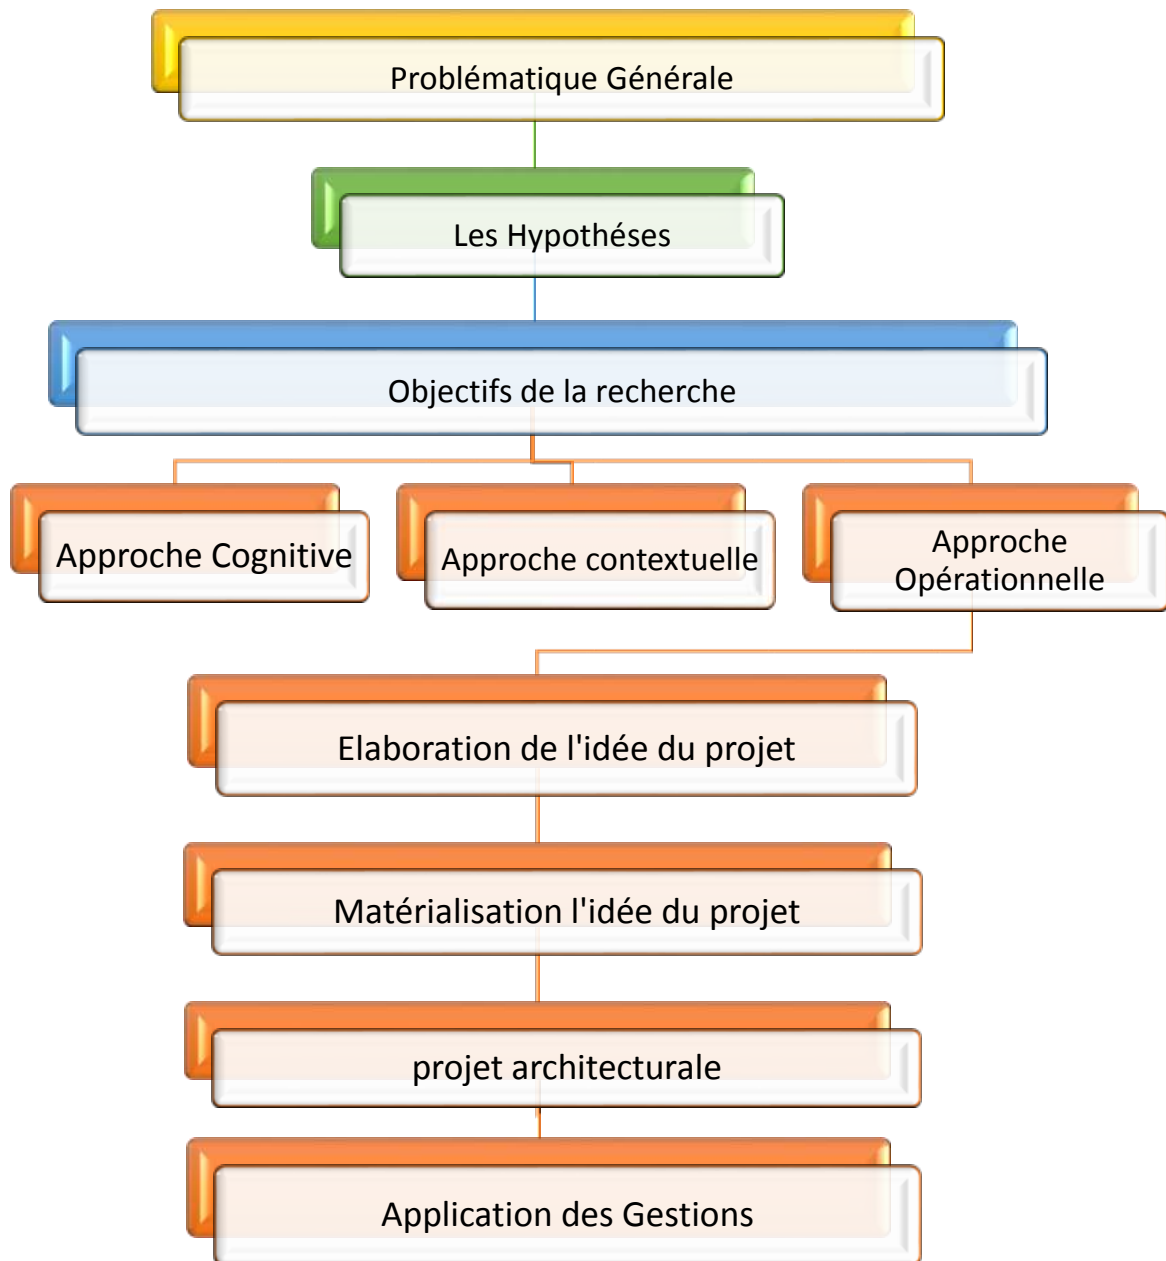 Problématique Générale
Les Hypothéses
Objectifs de la recherche
Approche Cognitive
Approche contextuelle
Approche
Opérationnelle
Elaboration de l'idée du projet
Matérialisation l'idée du projet
projet architecturale
Application des Gestions